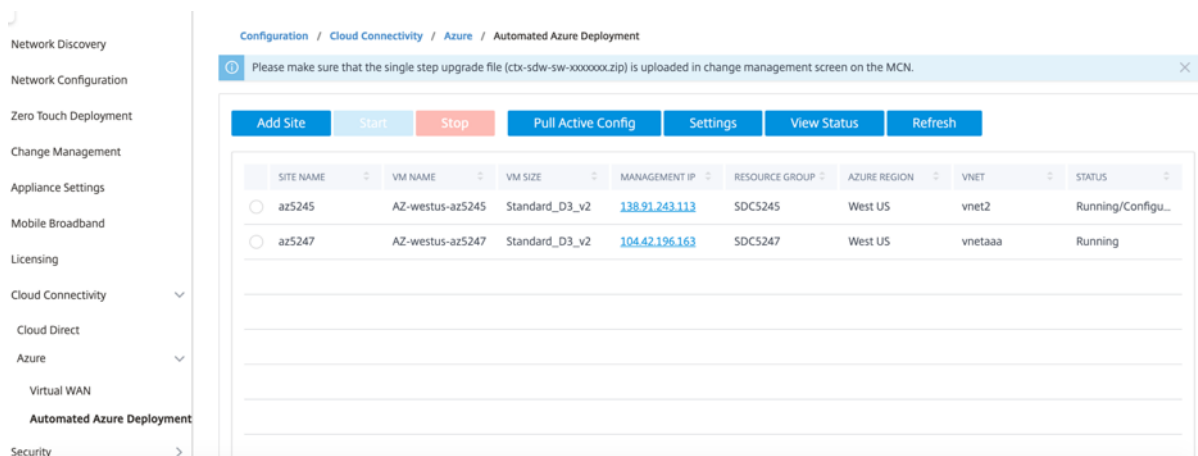 Network Discovery
Network Configuration
Zero Touch Deployment
Change Management
Appliance Settings
Mobile Broadband
Licensing
Cloud Connectivity
Cloud Direct
Azure
Virtual WAN
Automated Azure Deployment
Security
Configuration / Cloud Connectivity / Azure / Automated Azure Deployment
Please make sure that the single step upgrade file (ctx-sdw-sw-xxxxxxx.zip) is uploaded in change management screen on the MCN.
Add Site Start Stop Pull Active Config Settings View Status Refresh
SITE NAME VM NAME VM SIZE MANAGEMENT IP RESOURCE GROUP AZURE REGION VNET STATUS
az5245 AZ-westus-az5245 Standard_D3_v2 138.91.243.113 SDC5245 West US vnet2 Running/Configu...
az5247 AZ-westus-az5247 Standard_D3_v2 104.42.196.163 SDC5247 West US vnetaaa Running